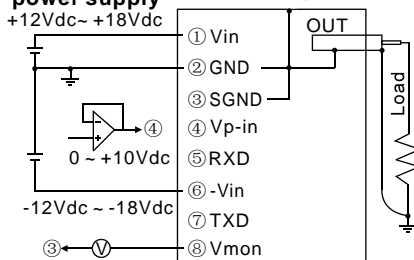 power supply
+12Vdc~ +18Vdc
① Vin
OUT
② GND
③ SGND
④
④ Vp-in
0 ~ +10Vdc
⑤ RXD
Load
⑥ -Vin
-12Vdc ~ -18Vdc
⑦ TXD
③
V
⑧ Vmon